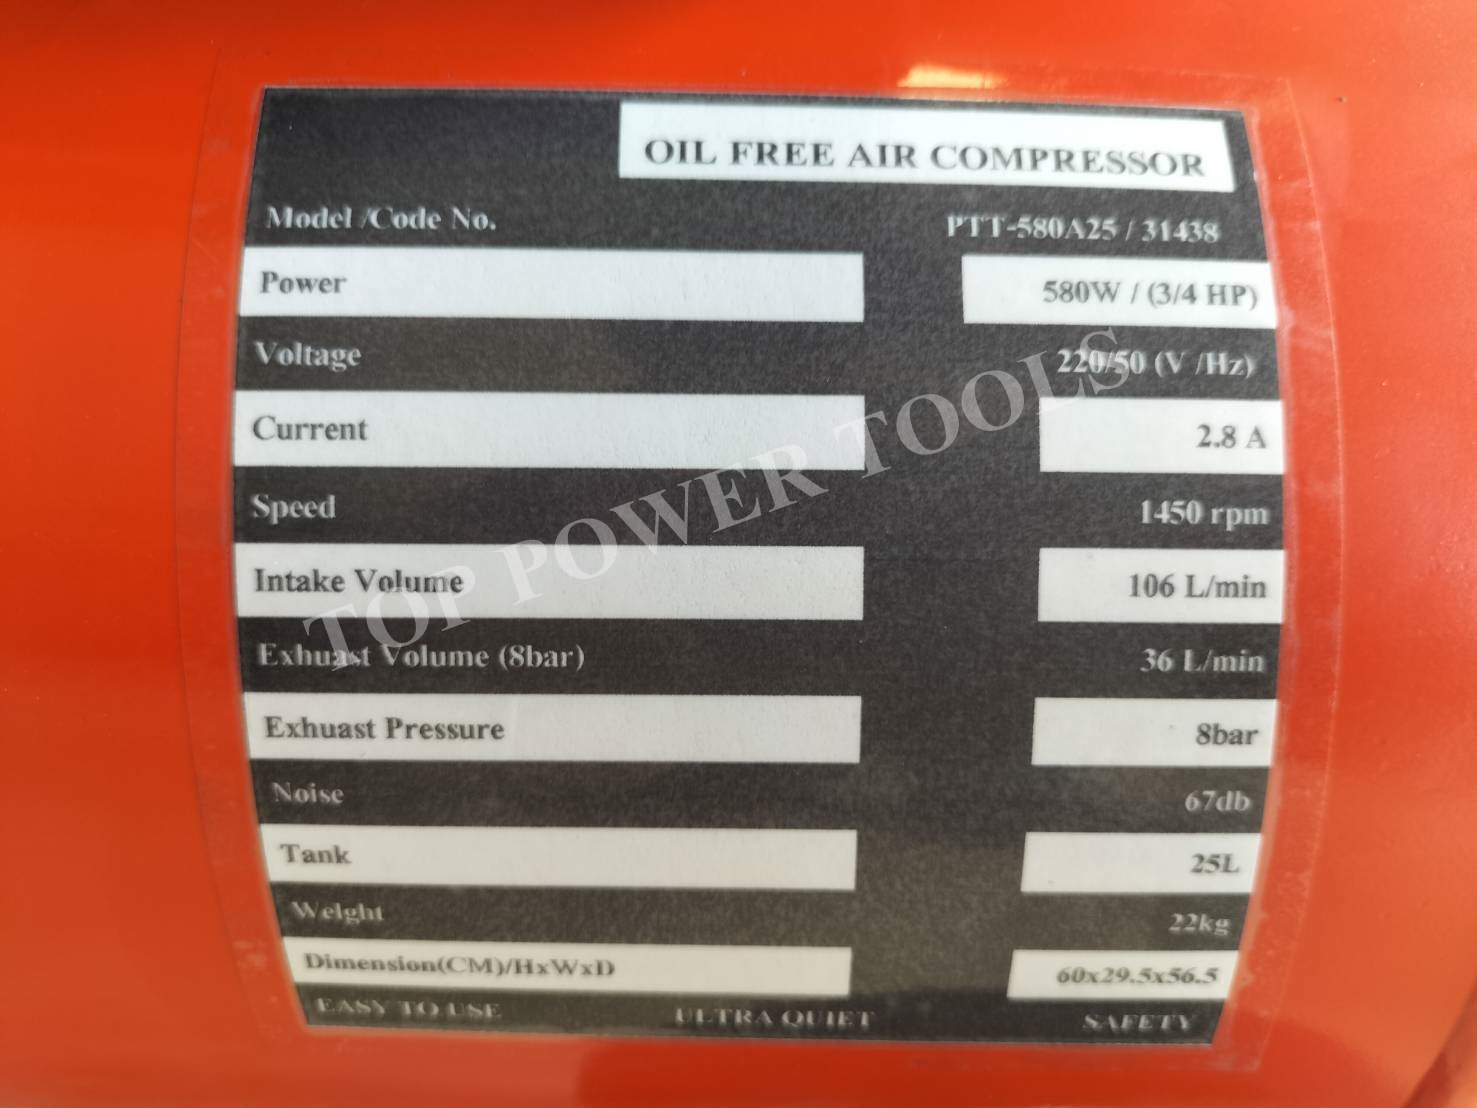 OIL FREE AIR COMPRESSOR
Model /Code No. PTT-580A25 / 31438
Power 580W / (3/4 HP)
Voltage 220/50 (V /Hz)
Current 2.8 A
Speed 1450 rpm
Intake Volume 106 L/min
Exhuast Volume (8bar) 36 L/min
Exhuast Pressure 8bar
Noise 67db
Tank 25L
Weight 22kg
Dimension(CM)/HxWxD 60x29.5x56.5
EASY TO USE ULTRA QUIET SAFETY
TOP POWER TOOLS